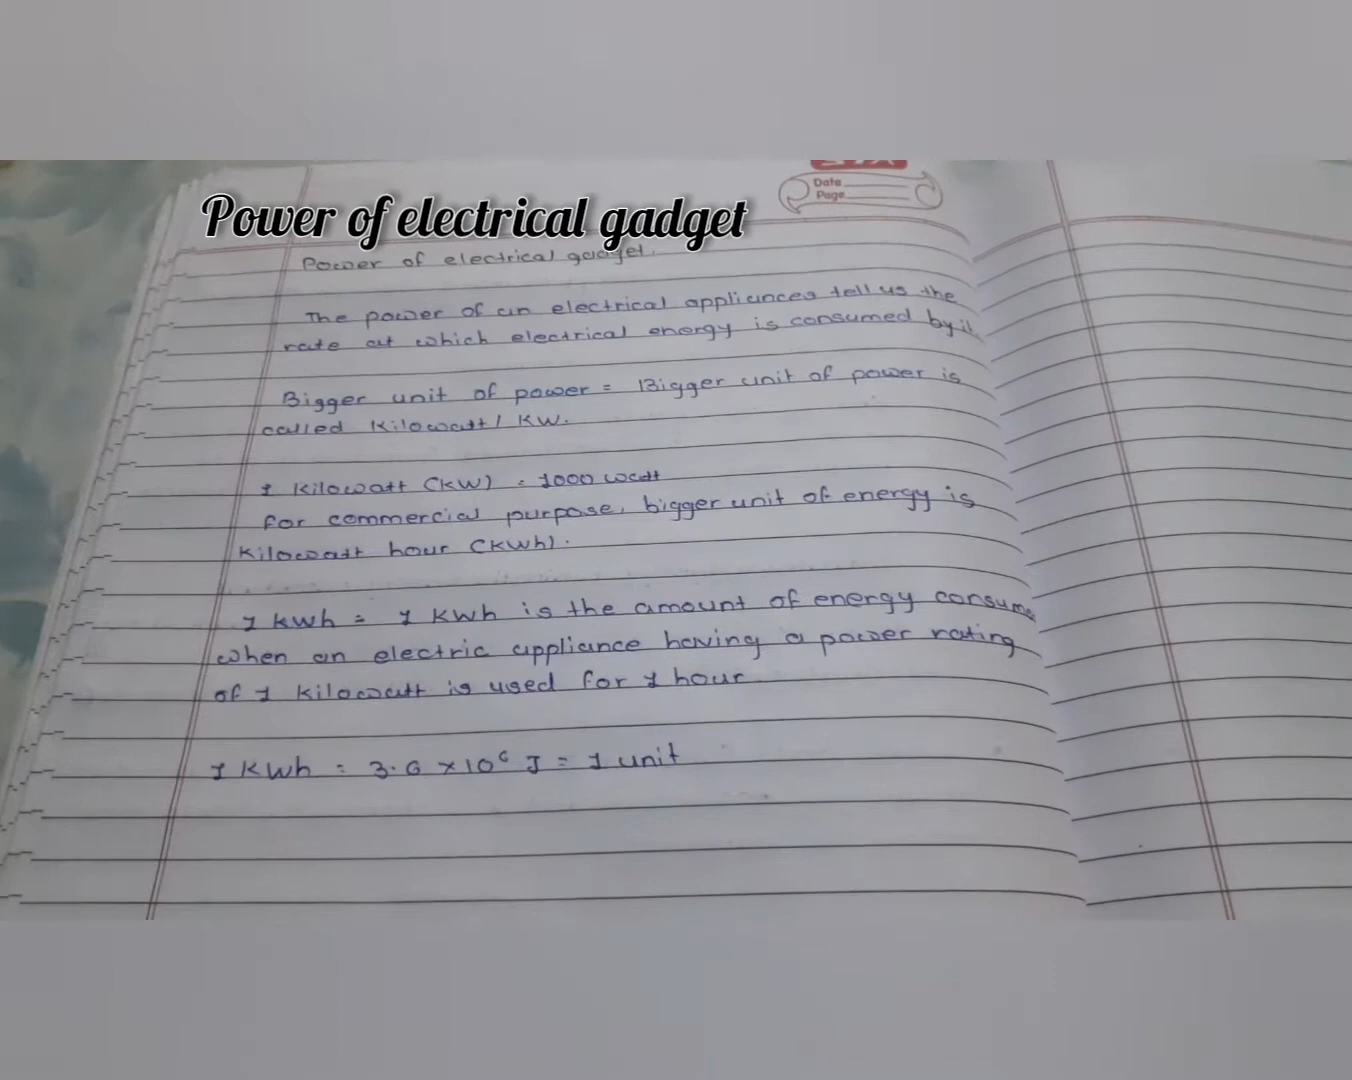 Date
Page
Power of electrical gadget
Power of electrical gadget.
The power of an electrical appliances tell us the
rate at which electrical energy is consumed by it.
Bigger unit of power = Bigger unit of power is
called Kilowatt / KW.
1 Kilowatt (KW) = 1000 watt
For commercial purpose, bigger unit of energy is
Kilowatt hour (KWh).
1 kwh = 1 KWh is the amount of energy consume
when an electric appliance having a power rating
of 1 Kilowatt is used for 1 hour
1 KWh = 3.6 ×10⁶ J = 1 unit